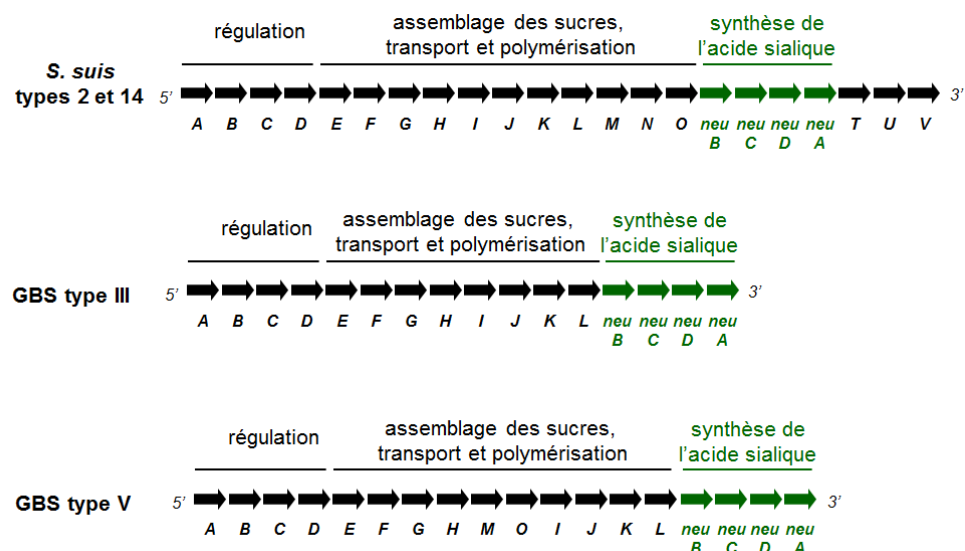 régulation
assemblage des sucres,
transport et polymérisation
synthèse de
l'acide sialique
S. suis
types 2 et 14
5'
3'
A B C D E F G H I J K L M N O neu neu neu neu T U V
B C D A
régulation
assemblage des sucres,
transport et polymérisation
synthèse de
l'acide sialique
GBS type III
5'
3'
A B C D E F G H I J K L neu neu neu neu
B C D A
régulation
assemblage des sucres,
transport et polymérisation
synthèse de
l'acide sialique
GBS type V
5'
3'
A B C D E F G H M O I J K L neu neu neu neu
B C D A